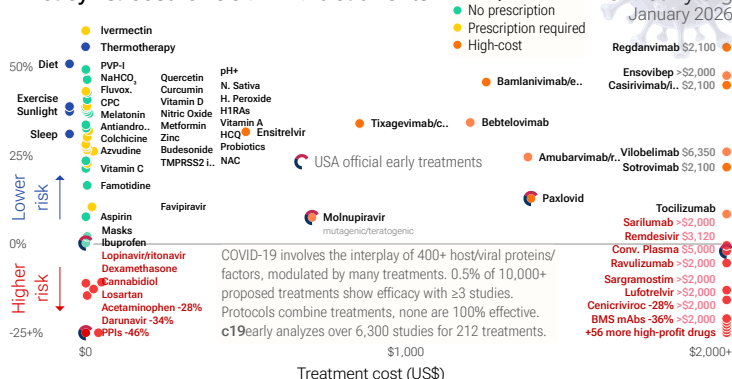 No prescription
Prescription required
High-cost
January 2026
50%
25%
0%
-25+%
Lower risk
Higher risk
Diet
Exercise
Sunlight
Sleep
Ivermectin
Thermotherapy
PVP-I
NaHCO₃
Fluvox.
CPC
Melatonin
Antiandro..
Colchicine
Azvudine
Vitamin C
Famotidine
Aspirin
Masks
Ibuprofen
Lopinavir/ritonavir
Dexamethasone
Cannabidiol
Losartan
Acetaminophen -28%
Darunavir -34%
PPIs -46%
Quercetin
Curcumin
Vitamin D
Nitric Oxide
Metformin
Zinc
Budesonide
TMPRSS2 i..
Favipiravir
pH+
N. Sativa
H. Peroxide
H1RAs
Vitamin A
HCQ
Probiotics
NAC
Ensitrelvir
USA official early treatments
Molnupiravir
mutagenic/teratogenic
Tixagevimab/c..
Bamlanivimab/e..
Bebtelovimab
Amubarvimab/r..
Paxlovid
Regdanvimab $2,100
Ensovibep >$2,000
Casirivimab/i.. $2,100
Vilobelimab $6,350
Sotrovimab $2,100
Tocilizumab
Sarilumab >$2,000
Remdesivir $3,120
Conv. Plasma $5,000
Ravulizumab >$2,000
Sargramostim >$2,000
Lufotrelvir >$2,000
Cenicriviroc -28% >$2,000
BMS mAbs -36% >$2,000
+56 more high-profit drugs
COVID-19 involves the interplay of 400+ host/viral proteins/
factors, modulated by many treatments. 0.5% of 10,000+
proposed treatments show efficacy with ≥3 studies.
Protocols combine treatments, none are 100% effective.
c19early analyzes over 6,300 studies for 212 treatments.
$0
$1,000
$2,000+
Treatment cost (US$)